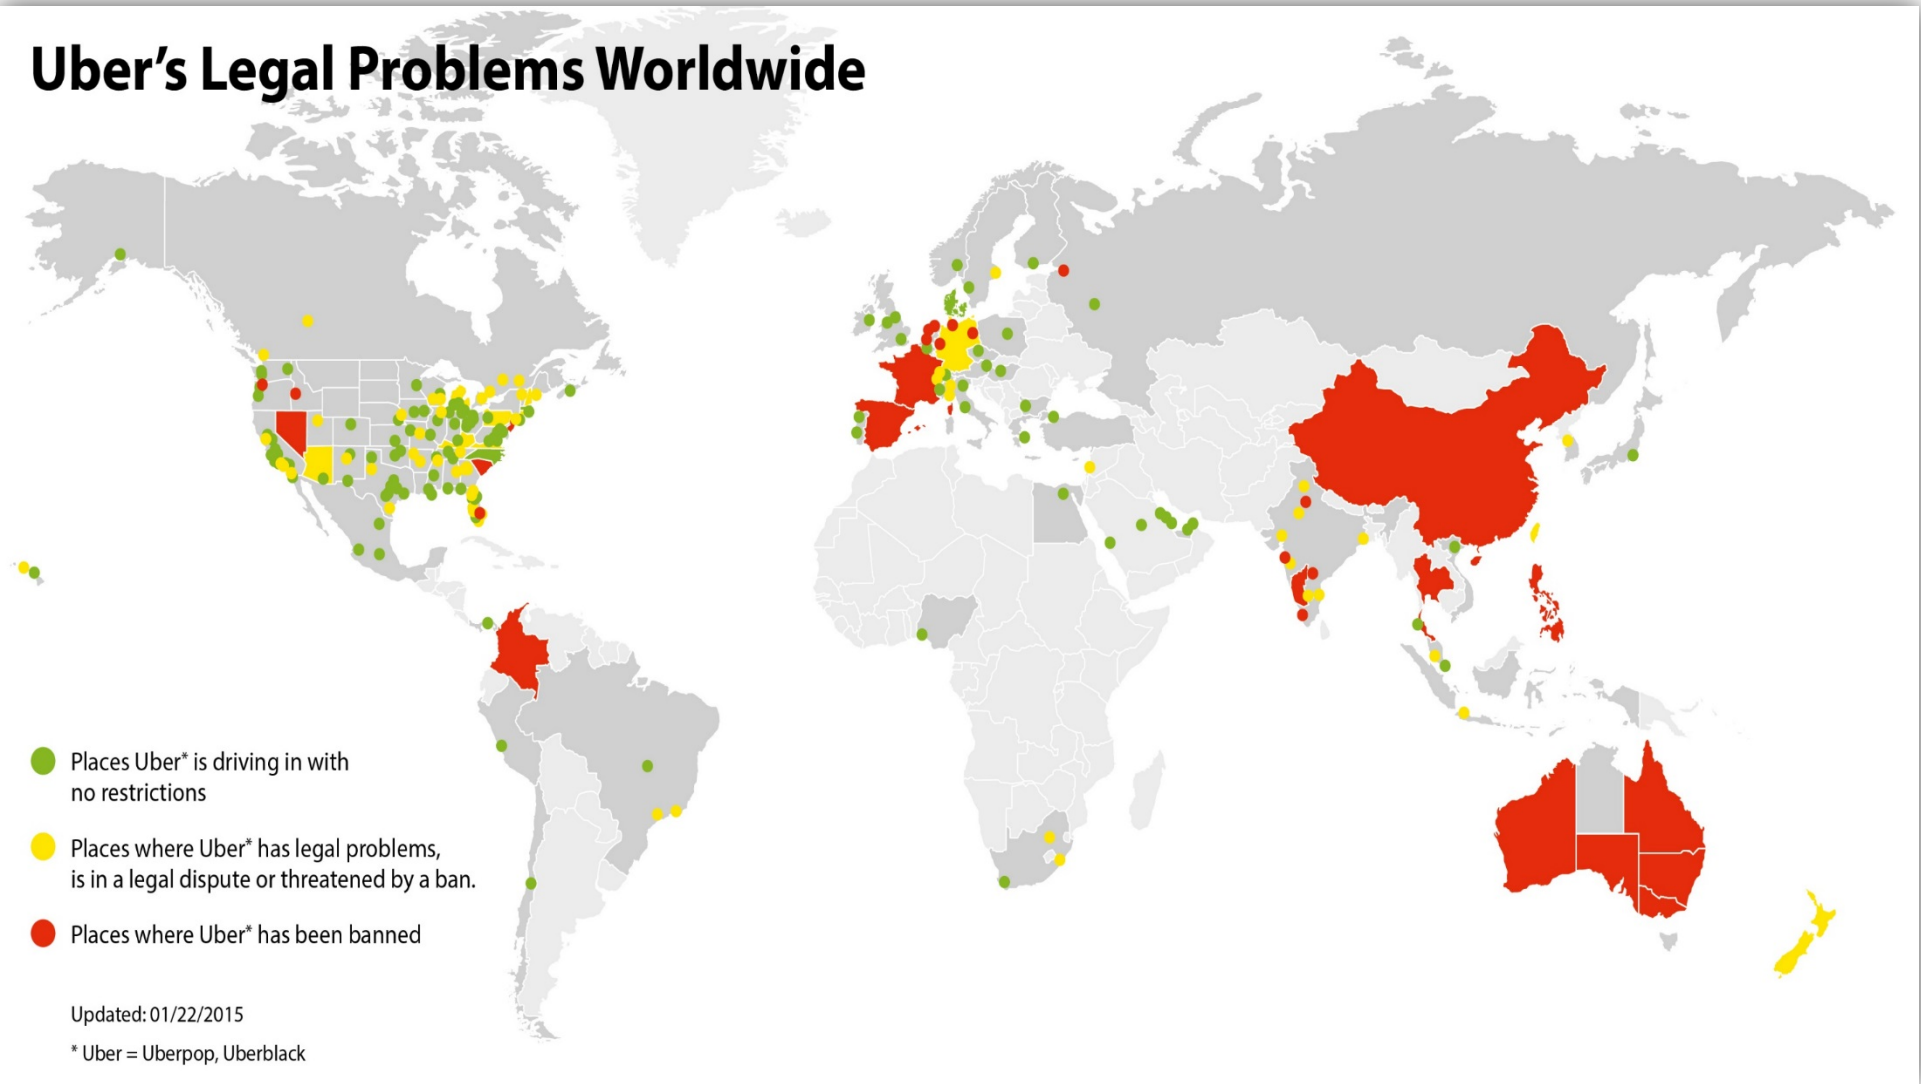 Uber's Legal Problems Worldwide
Places Uber* is driving in with
no restrictions
Places where Uber* has legal problems,
is in a legal dispute or threatened by a ban.
Places where Uber* has been banned
Updated: 01/22/2015
* Uber = Uberpop, Uberblack